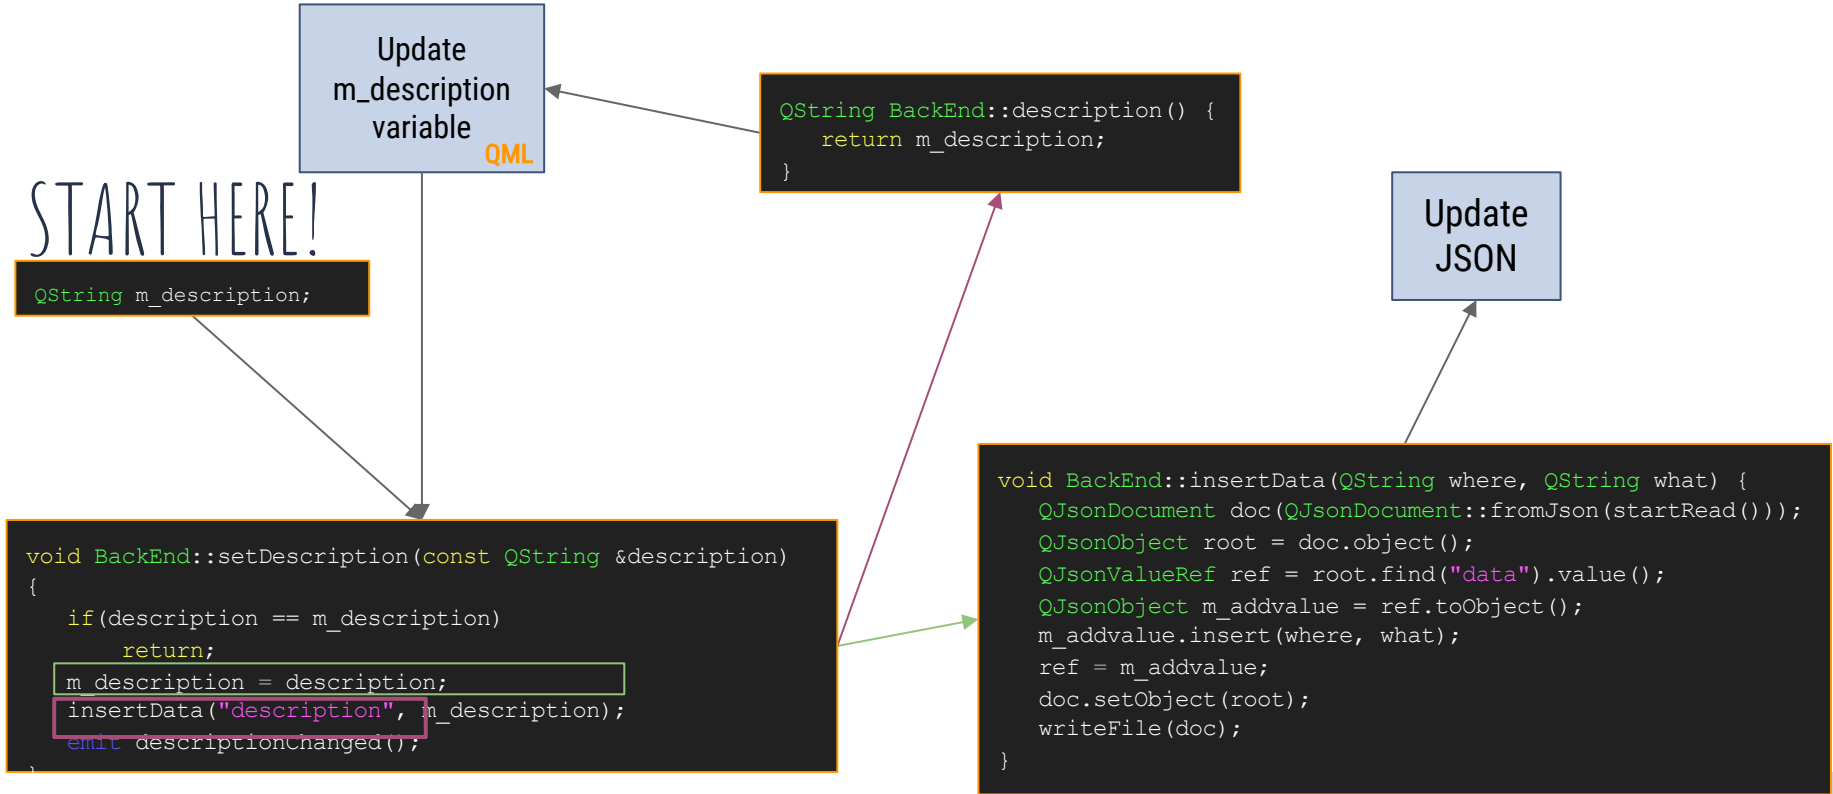 Update
m_description
variable
QML
QString BackEnd::description() {
return m_description;
}
START HERE!
QString m_description;
Update
JSON
void BackEnd::setDescription(const QString &description)
{
if(description == m_description)
return;
m_description = description;
insertData("description", m_description);
emit descriptionChanged();
}
void BackEnd::insertData(QString where, QString what) {
QJsonDocument doc(QJsonDocument::fromJson(startRead()));
QJsonObject root = doc.object();
QJsonValueRef ref = root.find("data").value();
QJsonObject m_addvalue = ref.toObject();
m_addvalue.insert(where, what);
ref = m_addvalue;
doc.setObject(root);
writeFile(doc);
}